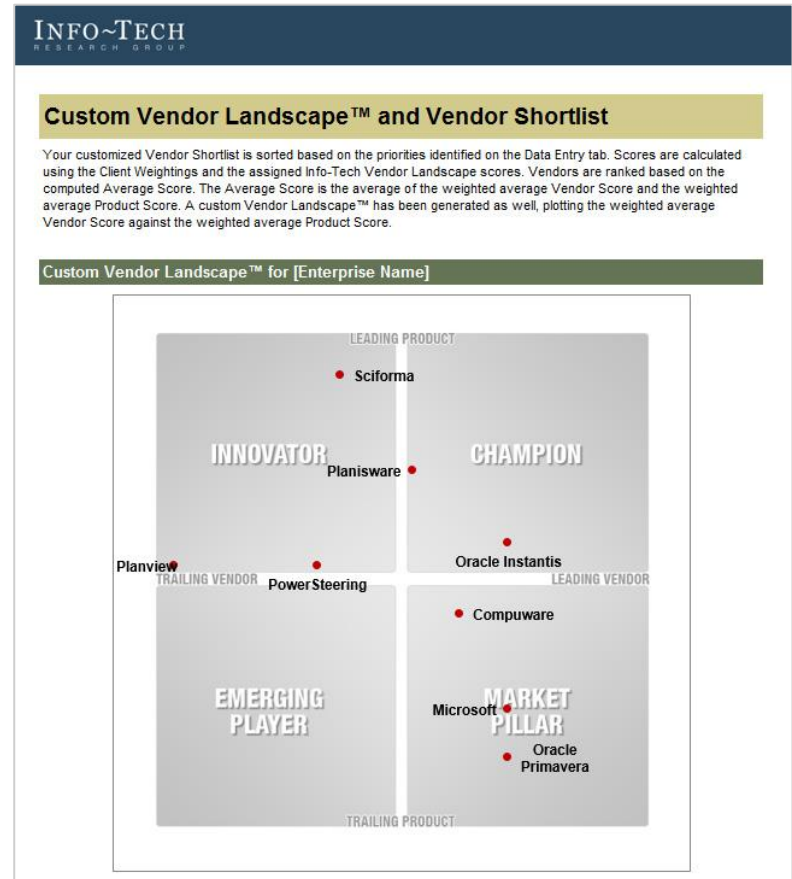 INFO~TECH
RESEARCH GROUP
Custom Vendor Landscape™ and Vendor Shortlist
Your customized Vendor Shortlist is sorted based on the priorities identified on the Data Entry tab. Scores are calculated
using the Client Weightings and the assigned Info-Tech Vendor Landscape scores. Vendors are ranked based on the
computed Average Score. The Average Score is the average of the weighted average Vendor Score and the weighted
average Product Score. A custom Vendor Landscape™ has been generated as well, plotting the weighted average
Vendor Score against the weighted average Product Score.
Custom Vendor Landscape™ for [Enterprise Name]
LEADING PRODUCT
Sciforma
INNOVATOR
CHAMPION
Planisware
Oracle Instantis
Planview
TRAILING VENDOR
PowerSteering
LEADING VENDOR
Compuware
EMERGING
PLAYER
Microsoft
MARKET
PILLAR
Oracle
Primavera
TRAILING PRODUCT